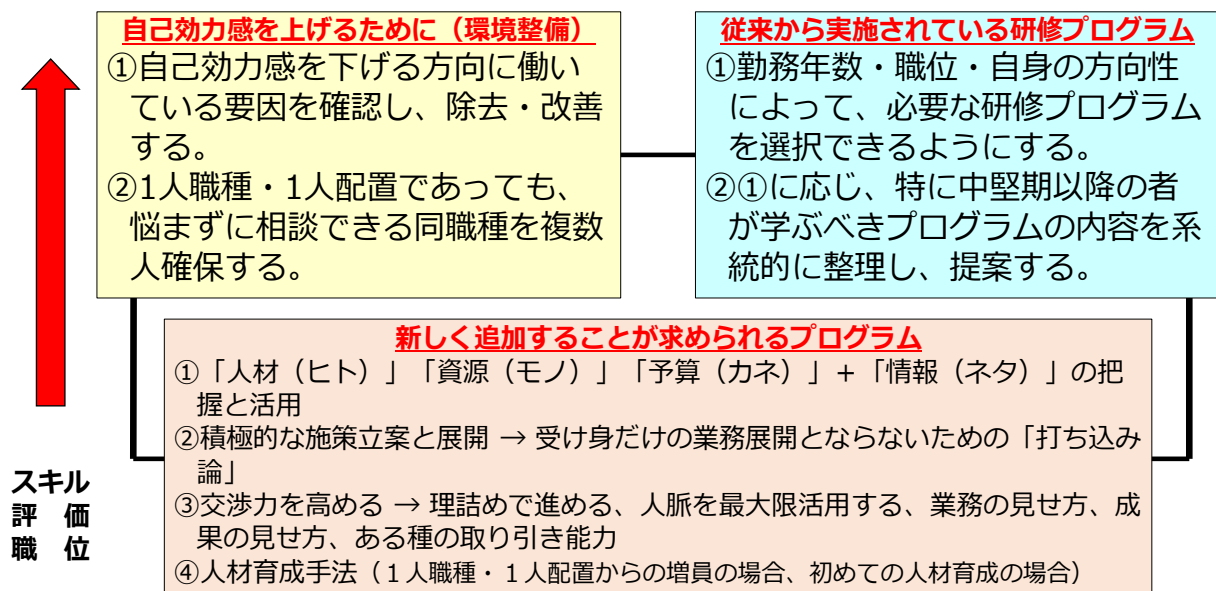 自己効力感を上げるために（環境整備）
①自己効力感を下げる方向に働い
ている要因を確認し、除去・改善
する。
②1人職種・1人配置であっても、
悩まずに相談できる同職種を複数
人確保する。
従来から実施されている研修プログラム
①勤務年数・職位・自身の方向性
によって、必要な研修プログラム
を選択できるようにする。
②①に応じ、特に中堅期以降の者
が学ぶべきプログラムの内容を系
統的に整理し、提案する。
新しく追加することが求められるプログラム
①「人材（ヒト）」「資源（モノ）」「予算（カネ）」+「情報（ネタ）」の把
握と活用
②積極的な施策立案と展開 → 受け身だけの業務展開とならないための「打ち込み
論」
③交渉力を高める → 理詰めで進める、人脈を最大限活用する、業務の見せ方、成
果の見せ方、ある種の取り引き能力
④人材育成手法（１人職種・１人配置からの増員の場合、初めての人材育成の場合）
スキル
評　価
職　位